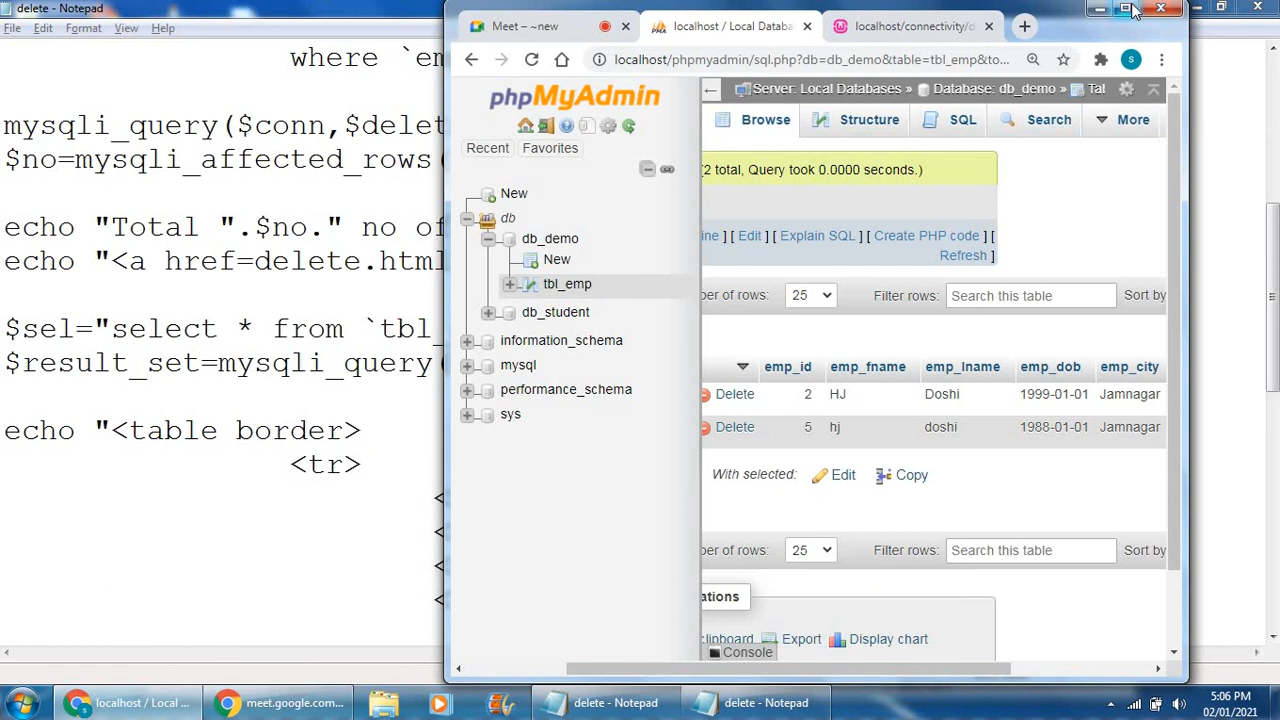 delete - Notepad
File Edit Format View Help
where `em
mysqli_query($conn,$delet
$no=mysqli_affected_rows(
echo "Total ".$no." no of
echo "<a href=delete.html
$sel="select * from `tbl_
$result_set=mysqli_query(
echo "<table border>
<tr>
Meet – ~new
localhost / Local Databa
localhost/connectivity/d
localhost/phpmyadmin/sql.php?db=db_demo&table=tbl_emp&to...
S
phpMyAdmin
Recent Favorites
New
db
db_demo
New
tbl_emp
db_student
information_schema
mysql
performance_schema
sys
Server: Local Databases » Database: db_demo » Tal
Browse Structure SQL Search More
(2 total, Query took 0.0000 seconds.)
ine ] [ Edit ] [ Explain SQL ] [ Create PHP code ] [
Refresh ]
er of rows: 25 Filter rows: Search this table Sort by
emp_id emp_fname emp_lname emp_dob emp_city
Delete 2 HJ Doshi 1999-01-01 Jamnagar
Delete 5 hj doshi 1988-01-01 Jamnagar
With selected: Edit Copy
er of rows: 25 Filter rows: Search this table Sort by
ations
clipboard Export Display chart
Console
localhost / Local ...
meet.google.com...
delete - Notepad
delete - Notepad
5:06 PM
02/01/2021